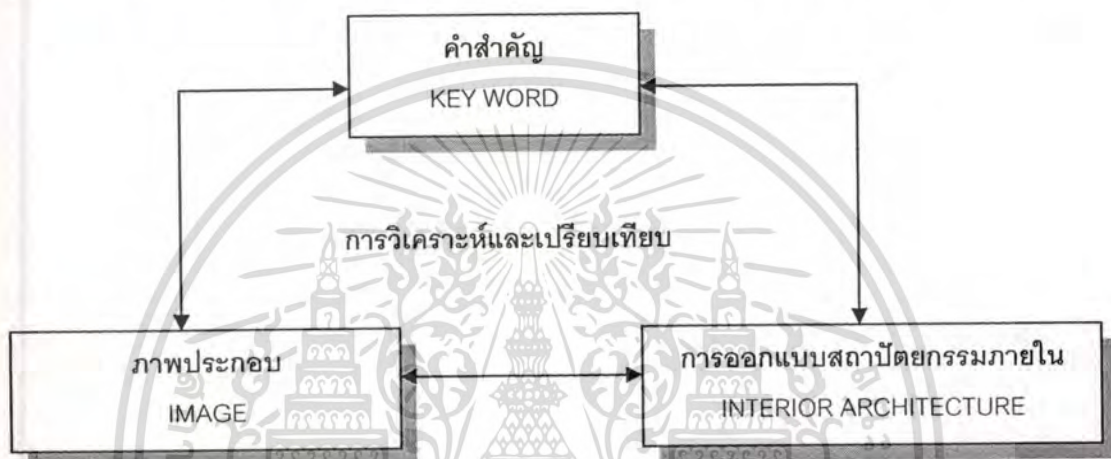 คำสำคัญ
KEY WORD
การวิเคราะห์และเปรียบเทียบ
ภาพประกอบ
IMAGE
การออกแบบสถาปัตยกรรมภายใน
INTERIOR ARCHITECTURE